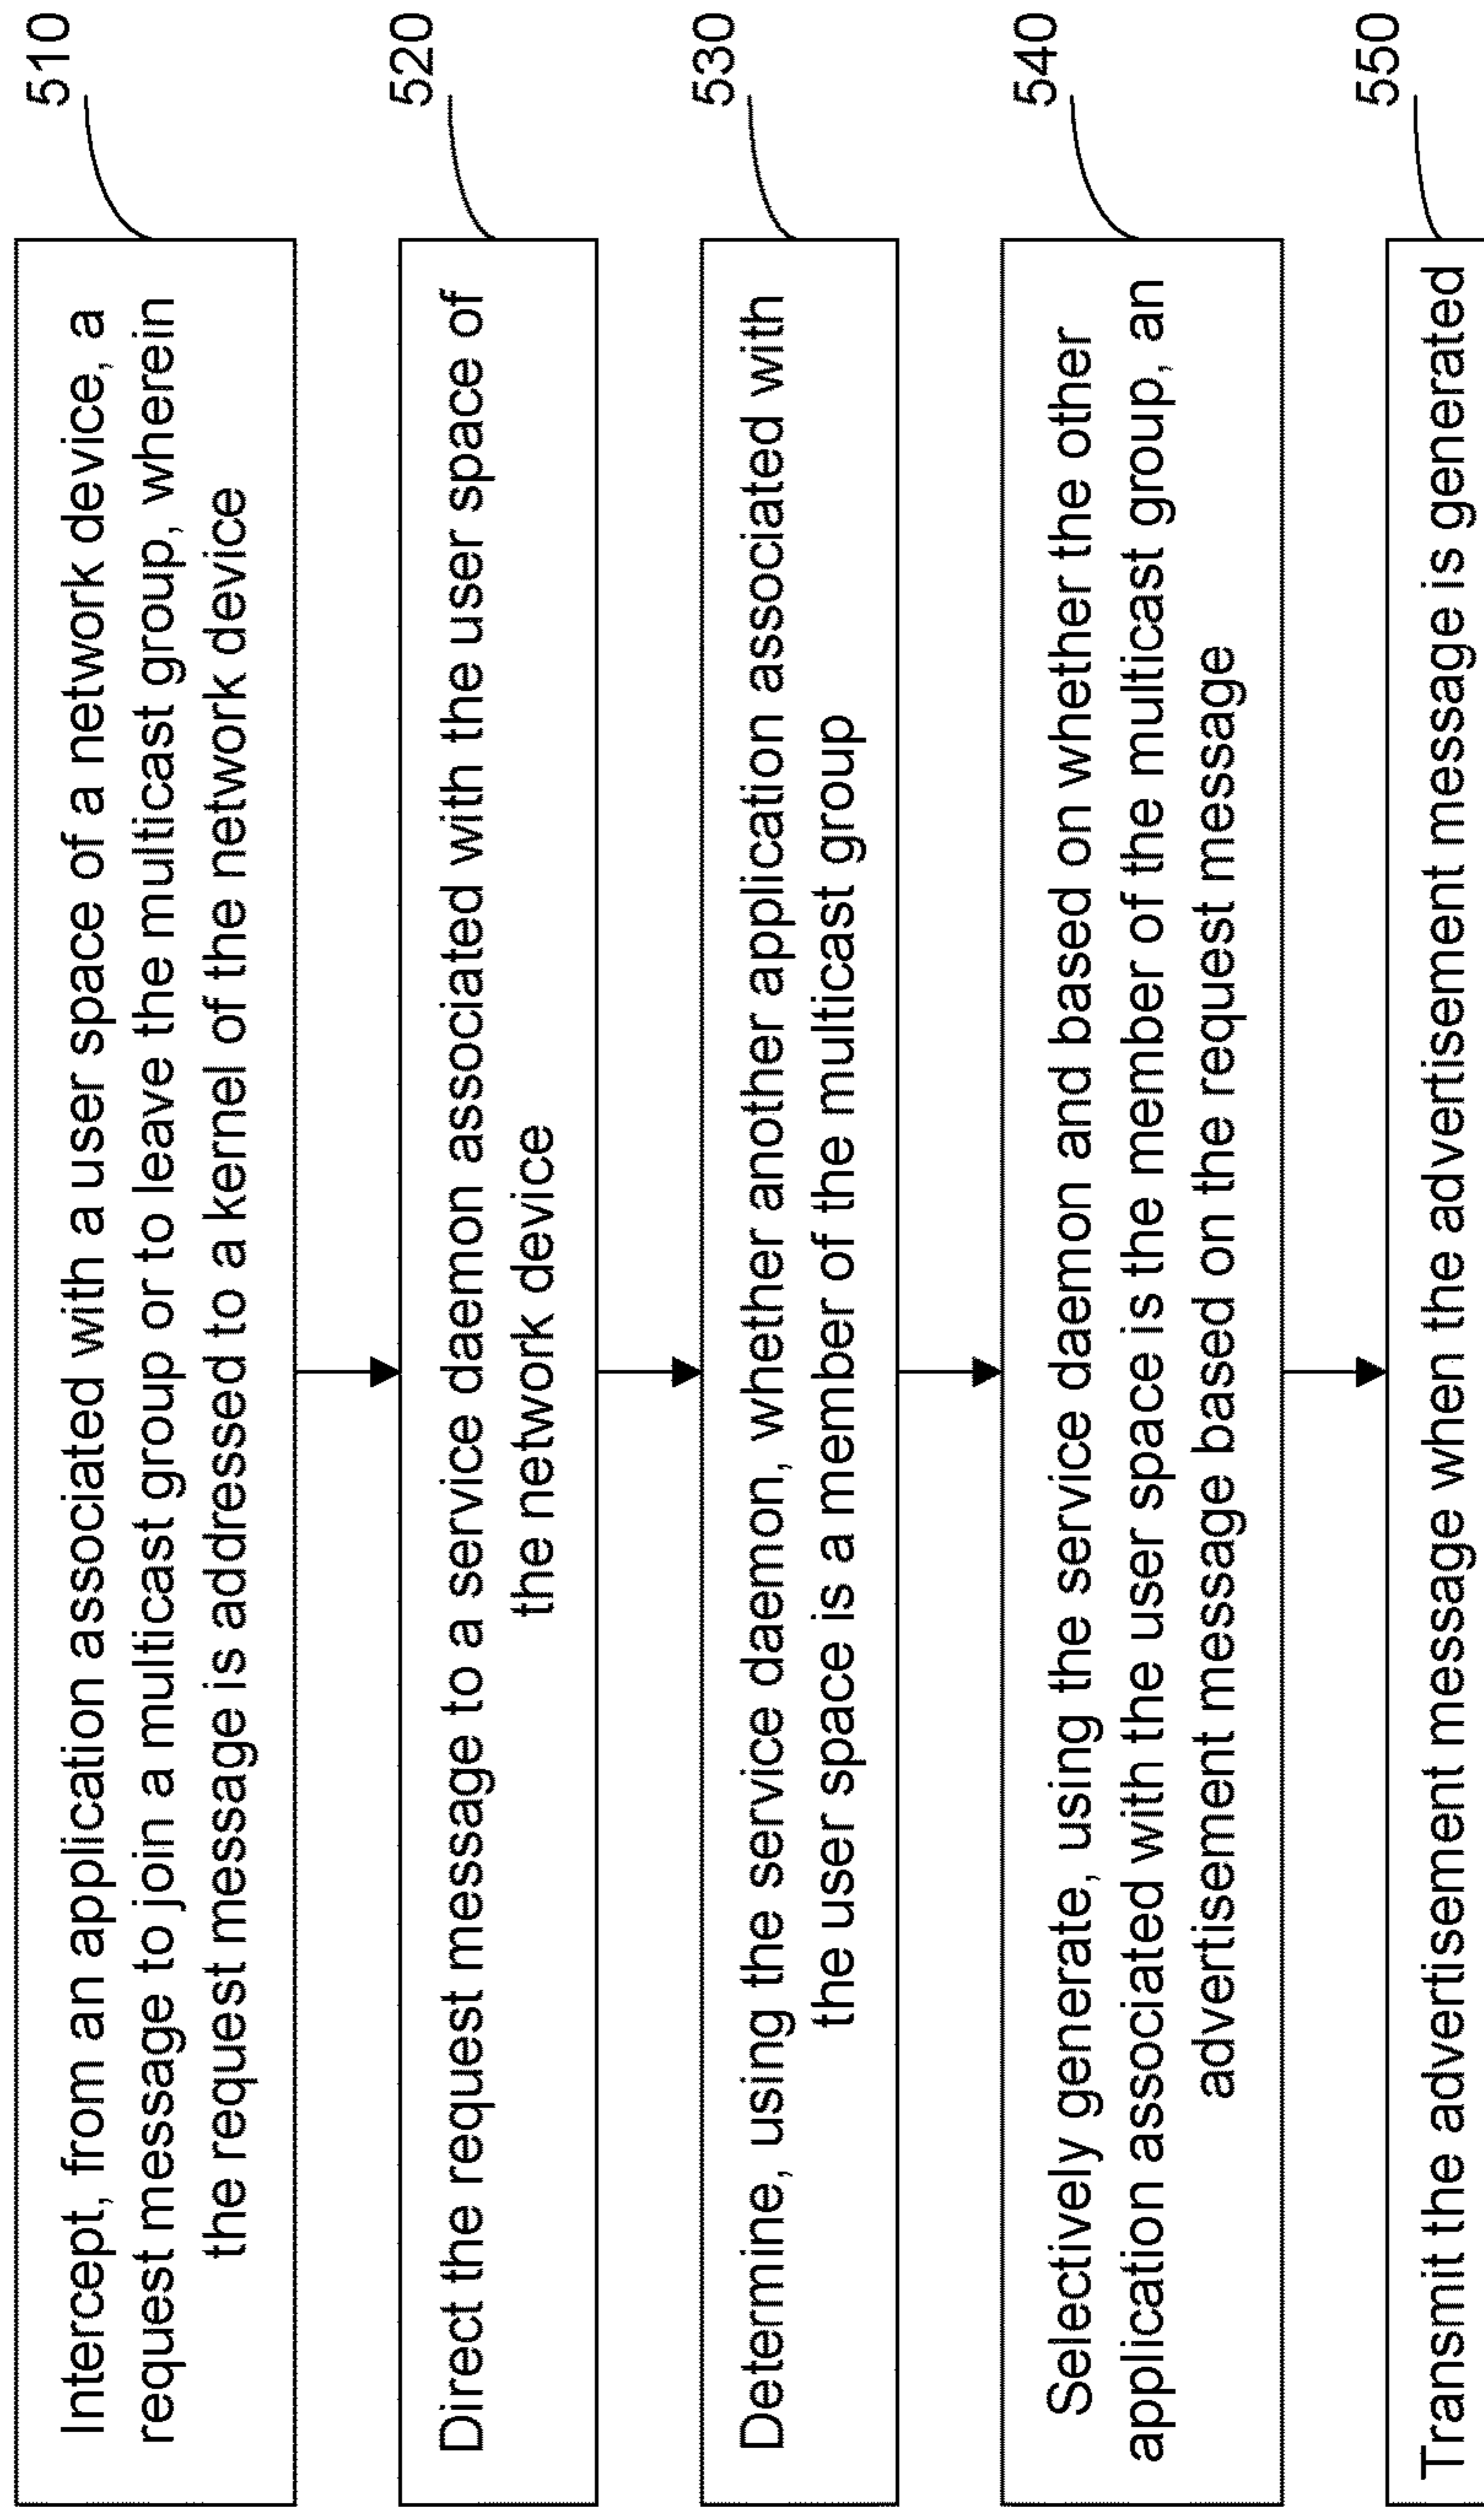 510
Intercept, from an application associated with a user space of a network device, a
request message to join a multicast group or to leave the multicast group, wherein
the request message is addressed to a kernel of the network device
520
Direct the request message to a service daemon associated with the user space of
the network device
530
Determine, using the service daemon, whether another application associated with
the user space is a member of the multicast group
540
Selectively generate, using the service daemon and based on whether the other
application associated with the user space is the member of the multicast group, an
advertisement message based on the request message
550
Transmit the advertisement message when the advertisement message is generated